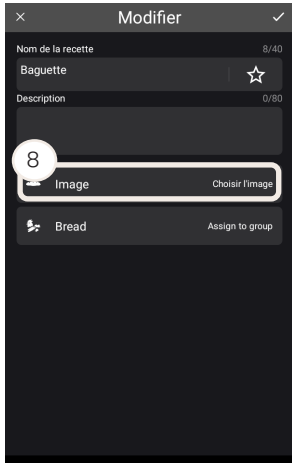 Modifier
Nom de la recette 8/40
Baguette
Description 0/80
8
Image Choisir l'image
Bread Assign to group